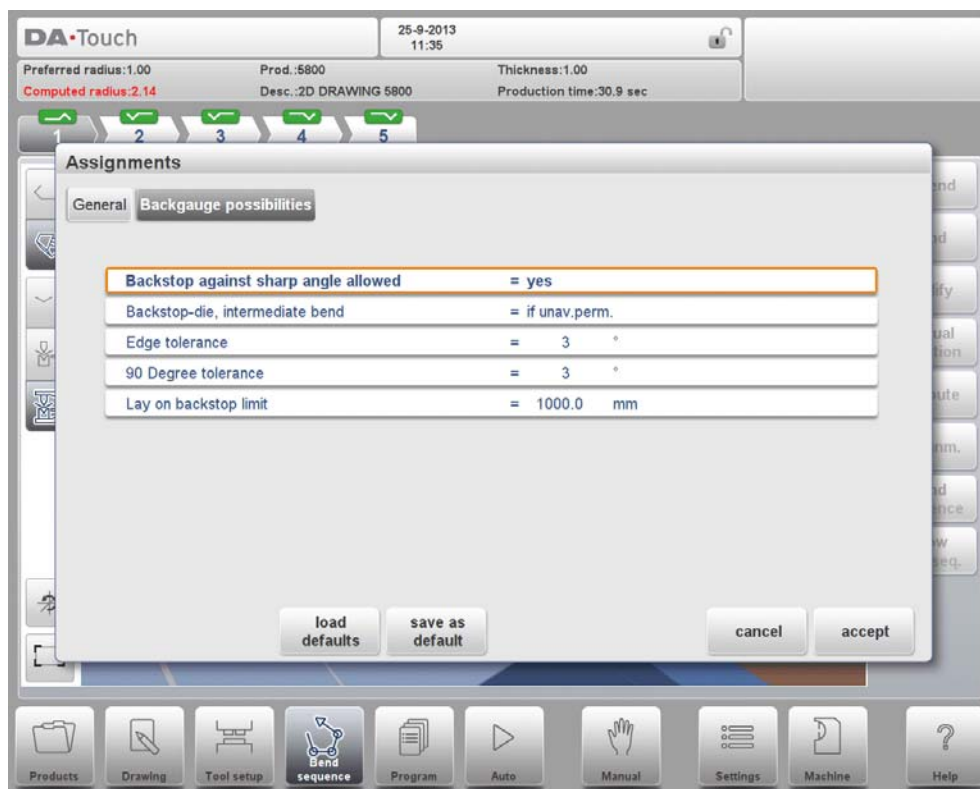 DA•Touch
25-9-2013
11:35
Preferred radius:1.00 Prod.:5800 Thickness:1.00
Computed radius:2.14 Desc.:2D DRAWING 5800 Production time:30.9 sec
1 2 3 4 5
Assignments
General Backgauge possibilities
Backstop against sharp angle allowed = yes
Backstop-die, intermediate bend = if unav.perm.
Edge tolerance = 3 °
90 Degree tolerance = 3 °
Lay on backstop limit = 1000.0 mm
load defaults
save as default
cancel
accept
Products
Drawing
Tool setup
Bend sequence
Program
Auto
Manual
Settings
Machine
Help